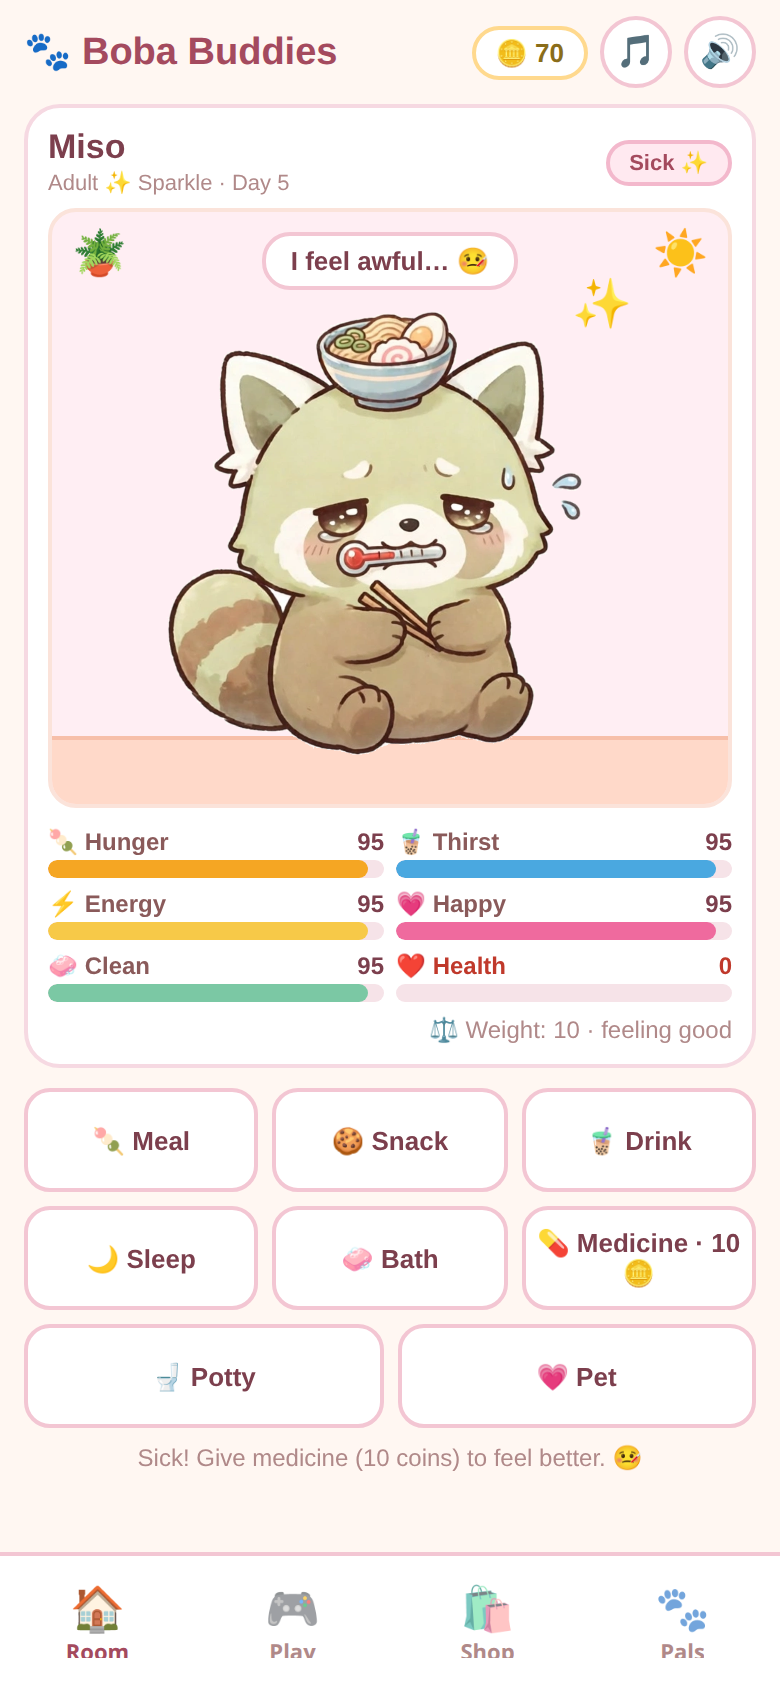 Boba Buddies
70
Miso
Adult ✨ Sparkle · Day 5
Sick ✨
I feel awful… 🤒
Hunger 95
Thirst 95
Energy 95
Happy 95
Clean 95
Health 0
Weight: 10 · feeling good
Meal
Snack
Drink
Sleep
Bath
Medicine · 10
Potty
Pet
Sick! Give medicine (10 coins) to feel better. 🤒
Room
Play
Shop
Pals